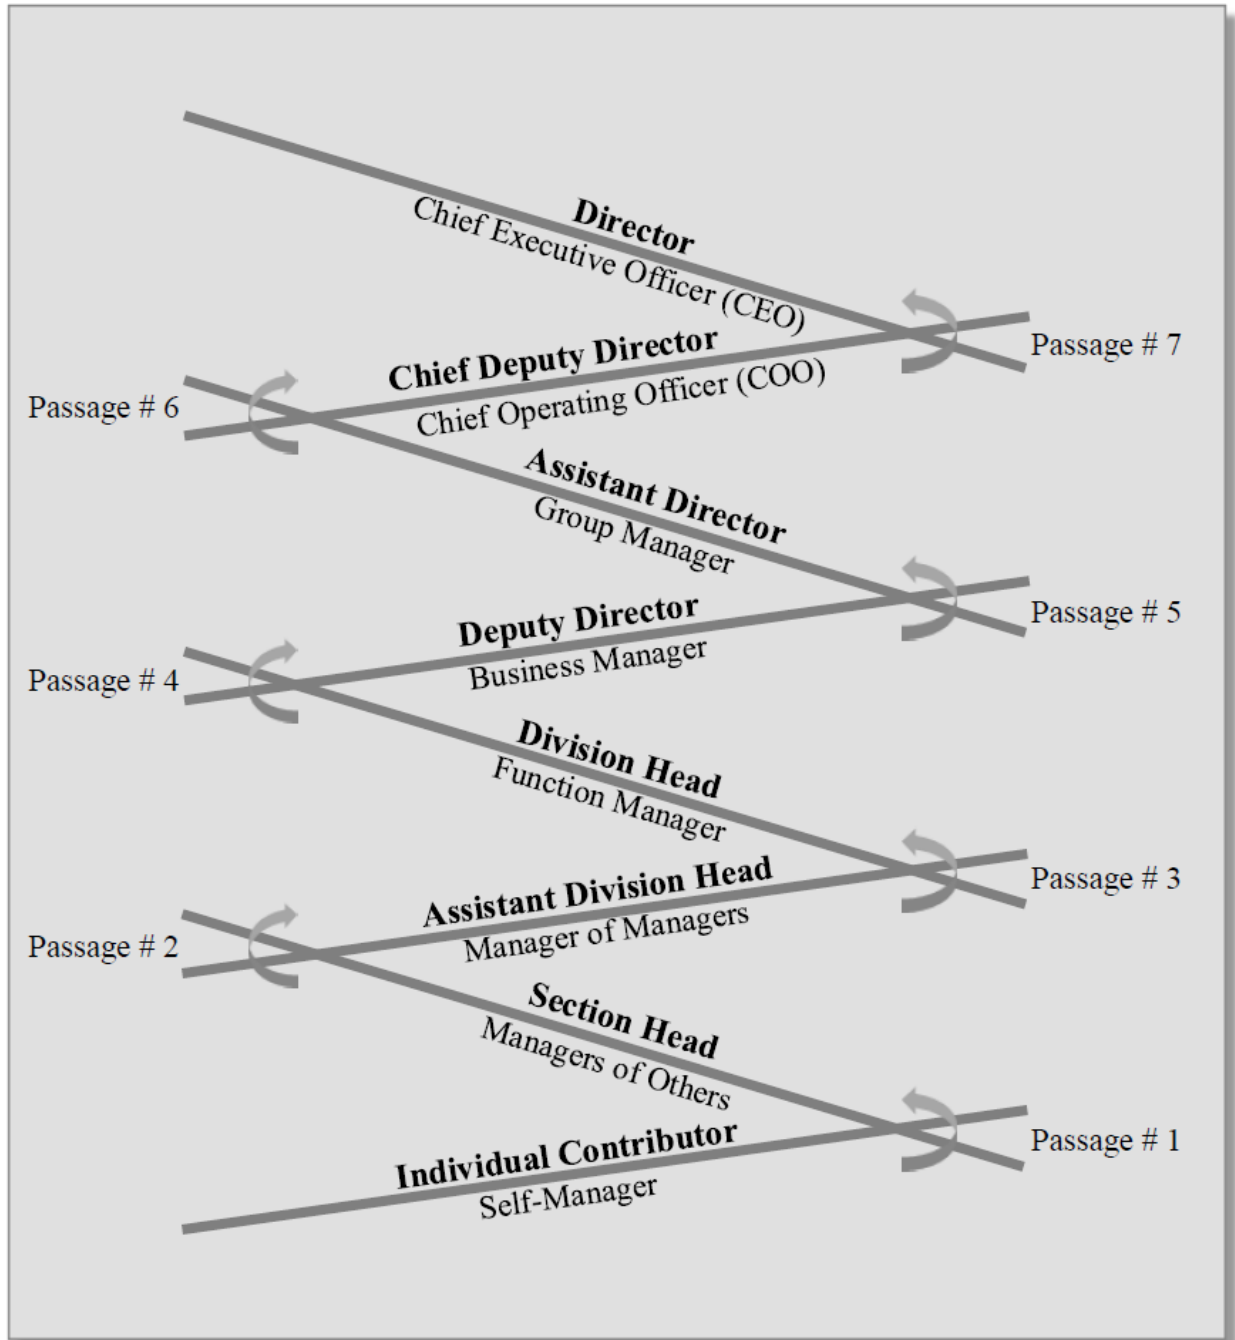 Director
Chief Executive Officer (CEO)
Passage # 7
Chief Deputy Director
Chief Operating Officer (COO)
Passage # 6
Assistant Director
Group Manager
Passage # 5
Deputy Director
Business Manager
Passage # 4
Division Head
Function Manager
Passage # 3
Assistant Division Head
Manager of Managers
Passage # 2
Section Head
Managers of Others
Passage # 1
Individual Contributor
Self-Manager